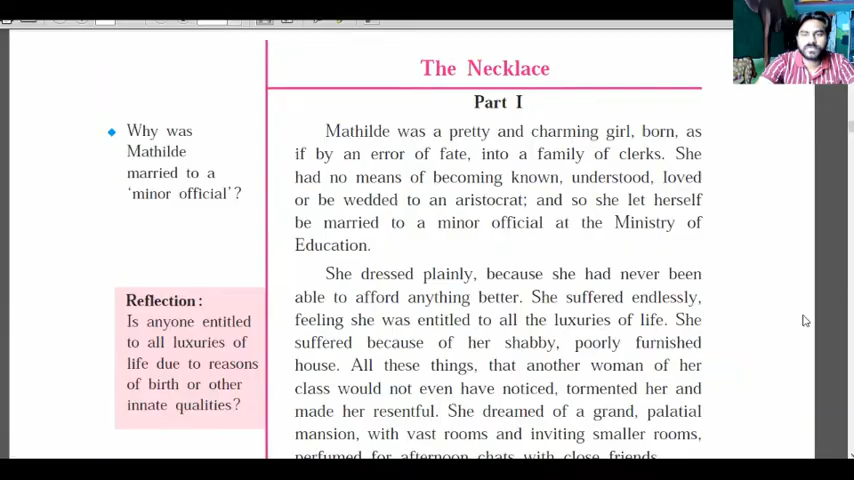 The Necklace
Part I
Why was
Mathilde
married to a
‘minor official’?
Mathilde was a pretty and charming girl, born, as
if by an error of fate, into a family of clerks. She
had no means of becoming known, understood, loved
or be wedded to an aristocrat; and so she let herself
be married to a minor official at the Ministry of
Education.
Reflection:
Is anyone entitled
to all luxuries of
life due to reasons
of birth or other
innate qualities?
She dressed plainly, because she had never been
able to afford anything better. She suffered endlessly,
feeling she was entitled to all the luxuries of life. She
suffered because of her shabby, poorly furnished
house. All these things, that another woman of her
class would not even have noticed, tormented her and
made her resentful. She dreamed of a grand, palatial
mansion, with vast rooms and inviting smaller rooms,
perfumed for afternoon chats with close friends.